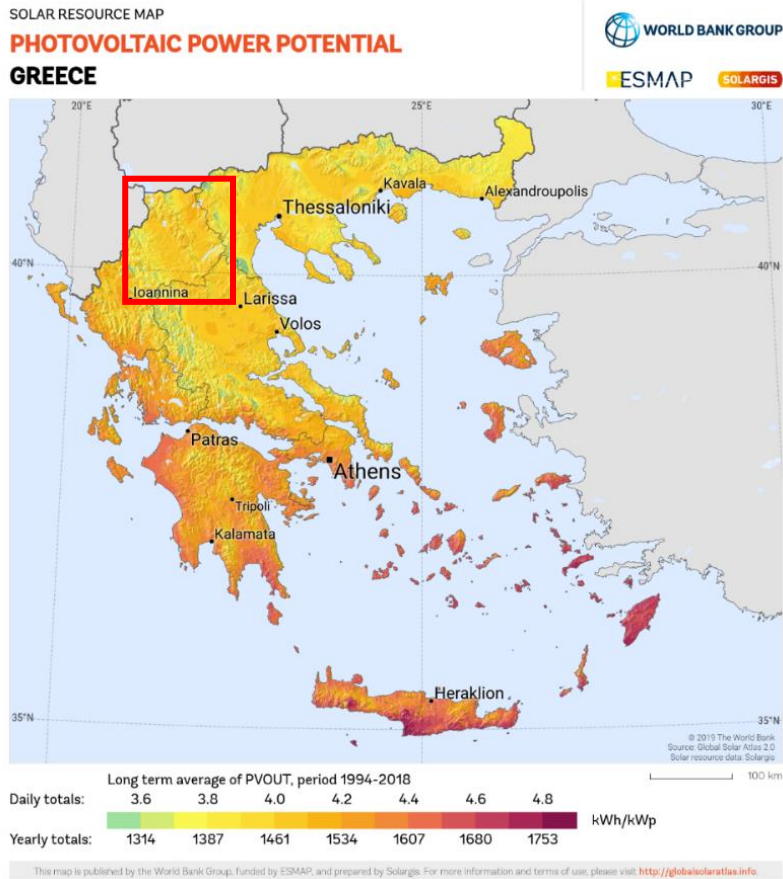 SOLAR RESOURCE MAP
PHOTOVOLTAIC POWER POTENTIAL
GREECE
WORLD BANK GROUP
ESMAP
SOLARGIS
20°E
25°E
30°E
Kavala
Alexandroupolis
Thessaloniki
40°N
40°N
Ioannina
Larissa
Volos
Patras
Athens
Tripoli
Kalamata
Heraklion
35°N
35°N
© 2019 The World Bank
Source: Global Solar Atlas 2.0
Solar resource data: Solargis
100 km
Long term average of PVOUT, period 1994-2018
Daily totals: 3.6 3.8 4.0 4.2 4.4 4.6 4.8
kWh/kWp
Yearly totals: 1314 1387 1461 1534 1607 1680 1753
This map is published by the World Bank Group, funded by ESMAP, and prepared by Solargis. For more information and terms of use, please visit http://globalsolaratlas.info.